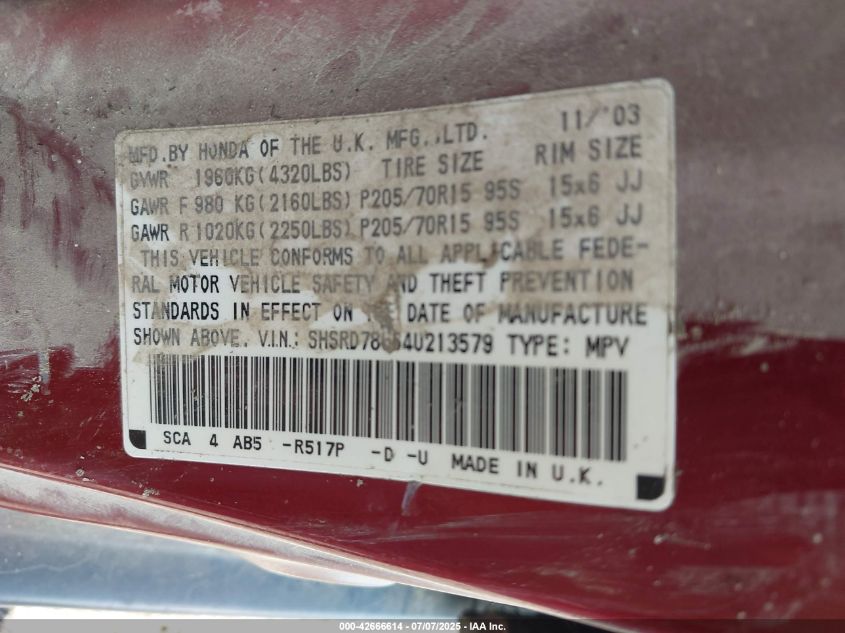 MFD.BY HONDA OF THE U.K. MFG.,LTD. 11/'03
GVWR 1960KG(4320LBS) TIRE SIZE RIM SIZE
GAWR F 980 KG(2160LBS) P205/70R15 95S 15x6 JJ
GAWR R 1020KG(2250LBS) P205/70R15 95S 15x6 JJ
THIS VEHICLE CONFORMS TO ALL APPLICABLE FEDE-
RAL MOTOR VEHICLE SAFETY AND THEFT PREVENTION
STANDARDS IN EFFECT ON DATE OF MANUFACTURE
SHOWN ABOVE. V.I.N.: TYPE: MPV
SCA 4 AB5 -R517P -D -U MADE IN U.K.
000-42666614 - 07/07/2025 - IAA Inc.